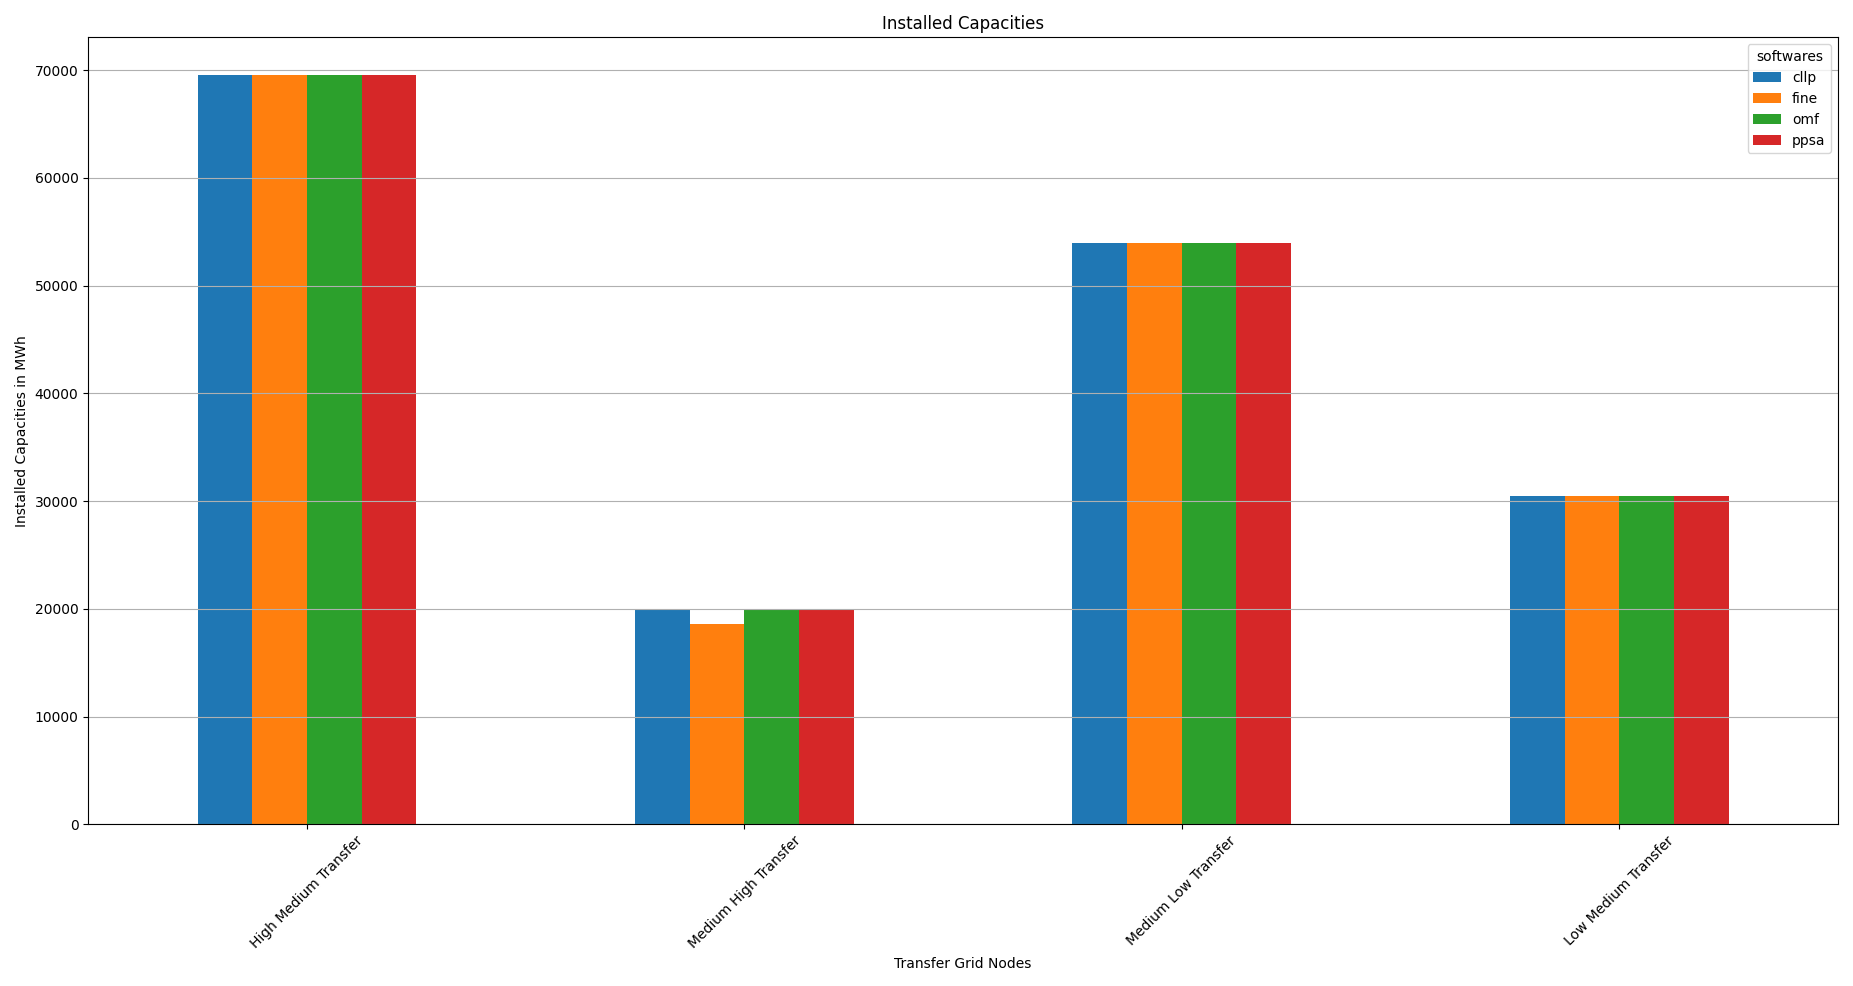 Installed Capacities
softwares
cllp
fine
omf
ppsa
70000
60000
50000
40000
30000
20000
10000
0
Installed Capacities in MWh
High Medium Transfer
Medium High Transfer
Medium Low Transfer
Low Medium Transfer
Transfer Grid Nodes